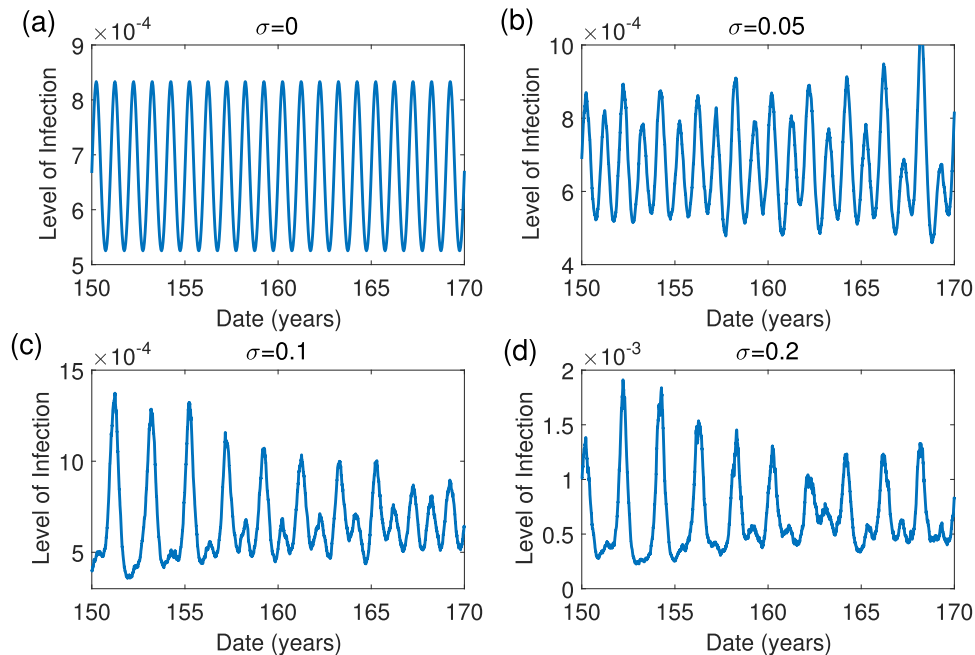 (a)
×10⁻⁴
σ=0
9
8
7
6
5
Level of Infection
150
155
160
165
170
Date (years)
(b)
×10⁻⁴
σ=0.05
10
8
6
4
Level of Infection
150
155
160
165
170
Date (years)
(c)
×10⁻⁴
σ=0.1
15
10
5
Level of Infection
150
155
160
165
170
Date (years)
(d)
×10⁻³
σ=0.2
2
1.5
1
0.5
0
Level of Infection
150
155
160
165
170
Date (years)